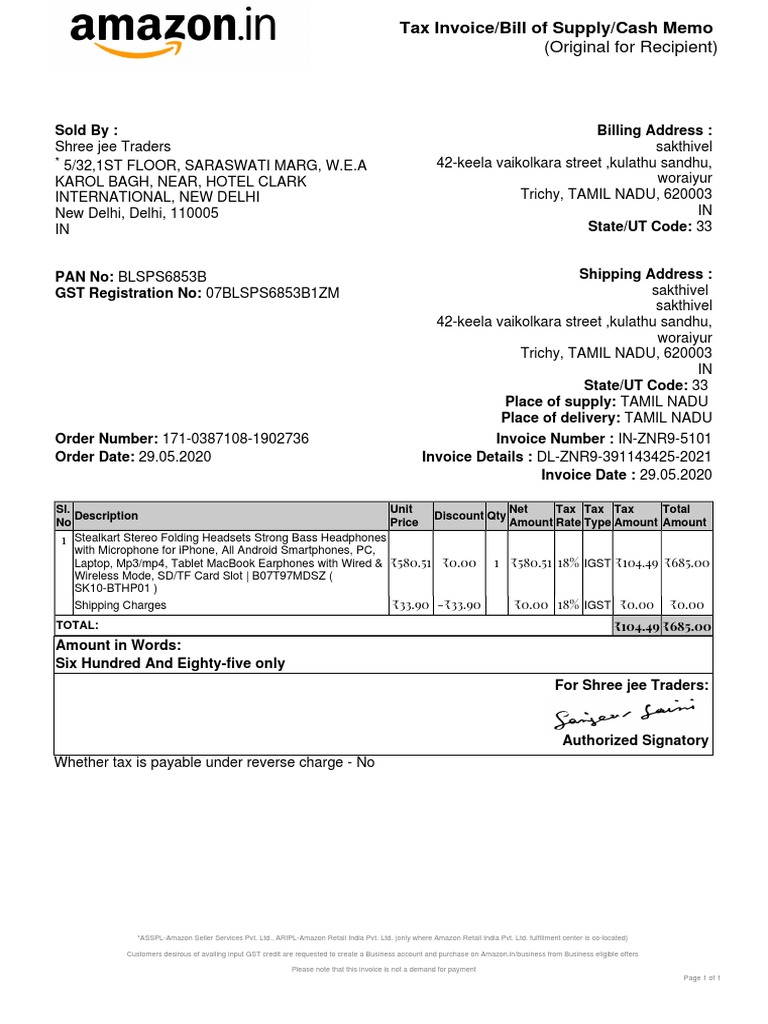 amazon.in
Tax Invoice/Bill of Supply/Cash Memo
(Original for Recipient)
Sold By :
Shree jee Traders
* 5/32,1ST FLOOR, SARASWATI MARG, W.E.A
KAROL BAGH, NEAR, HOTEL CLARK
INTERNATIONAL, NEW DELHI
New Delhi, Delhi, 110005
IN
Billing Address :
sakthivel
42-keela vaikolkara street ,kulathu sandhu,
woraiyur
Trichy, TAMIL NADU, 620003
IN
State/UT Code: 33
PAN No: BLSPS6853B
GST Registration No: 07BLSPS6853B1ZM
Shipping Address :
sakthivel
sakthivel
42-keela vaikolkara street ,kulathu sandhu,
woraiyur
Trichy, TAMIL NADU, 620003
IN
State/UT Code: 33
Place of supply: TAMIL NADU
Place of delivery: TAMIL NADU
Order Number: 171-0387108-1902736
Order Date: 29.05.2020
Invoice Number : IN-ZNR9-5101
Invoice Details : DL-ZNR9-391143425-2021
Invoice Date : 29.05.2020
Sl. No Description Unit Price Discount Qty Net Amount Tax Rate Tax Type Tax Amount Total Amount
1 Stealkart Stereo Folding Headsets Strong Bass Headphones
with Microphone for iPhone, All Android Smartphones, PC,
Laptop, Mp3/mp4, Tablet MacBook Earphones with Wired & ₹580.51 ₹0.00 1 ₹580.51 18% IGST ₹104.49 ₹685.00
Wireless Mode, SD/TF Card Slot | B07T97MDSZ (
SK10-BTHP01 )
Shipping Charges ₹33.90 -₹33.90 ₹0.00 18% IGST ₹0.00 ₹0.00
TOTAL: ₹104.49 ₹685.00
Amount in Words:
Six Hundred And Eighty-five only
For Shree jee Traders:
Sanjeev Saini
Authorized Signatory
Whether tax is payable under reverse charge - No
*ASSPL-Amazon Seller Services Pvt. Ltd., ARIPL-Amazon Retail India Pvt. Ltd. (only where Amazon Retail India Pvt. Ltd. fulfillment center is co-located)
Customers desirous of availing input GST credit are requested to create a Business account and purchase on Amazon.in/business from Business eligible offers
Please note that this invoice is not a demand for payment
Page 1 of 1